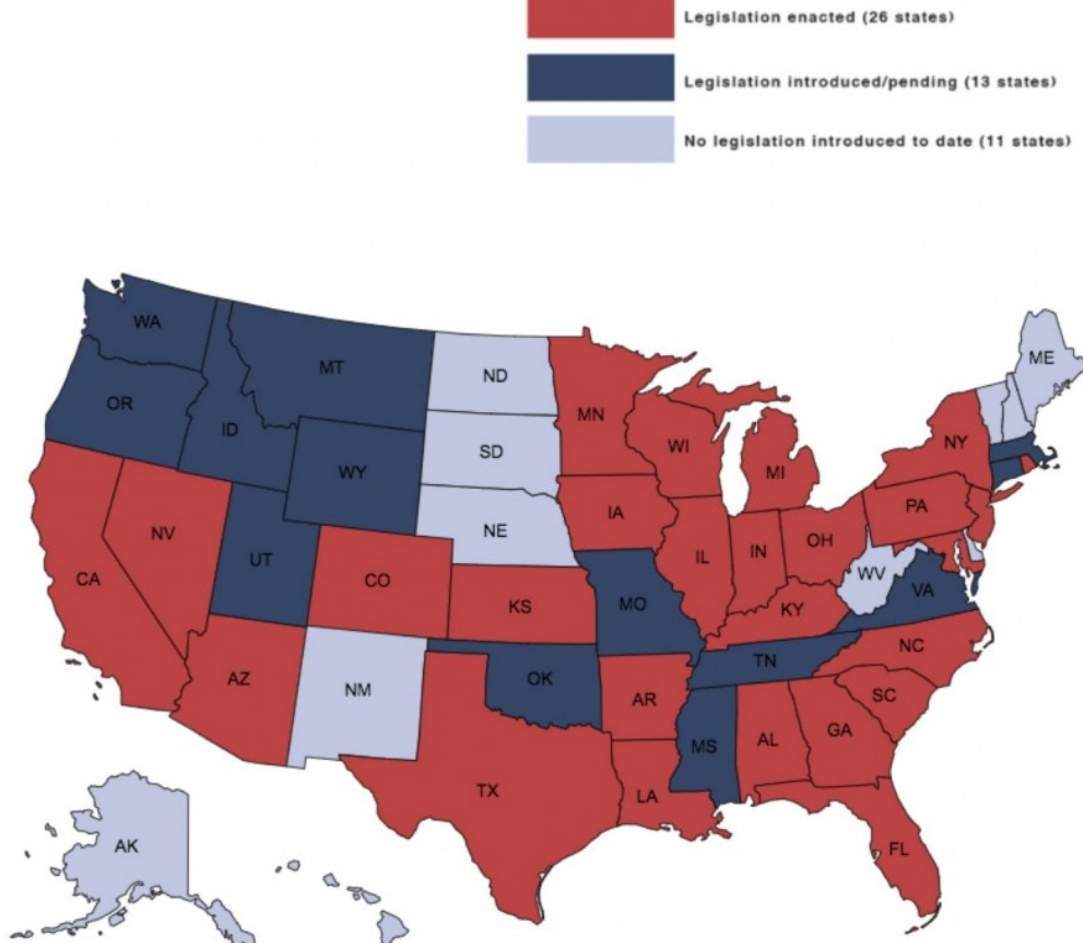 Legislation enacted (26 states)
Legislation introduced/pending (13 states)
No legislation introduced to date (11 states)
WA
MT
ND
ME
OR
MN
ID
SD
WI
NY
WY
MI
NE
IA
PA
NV
UT
CO
IL
IN
OH
WV
CA
KS
MO
KY
VA
AZ
NM
OK
TN
NC
AR
SC
TX
MS
AL
GA
LA
AK
FL